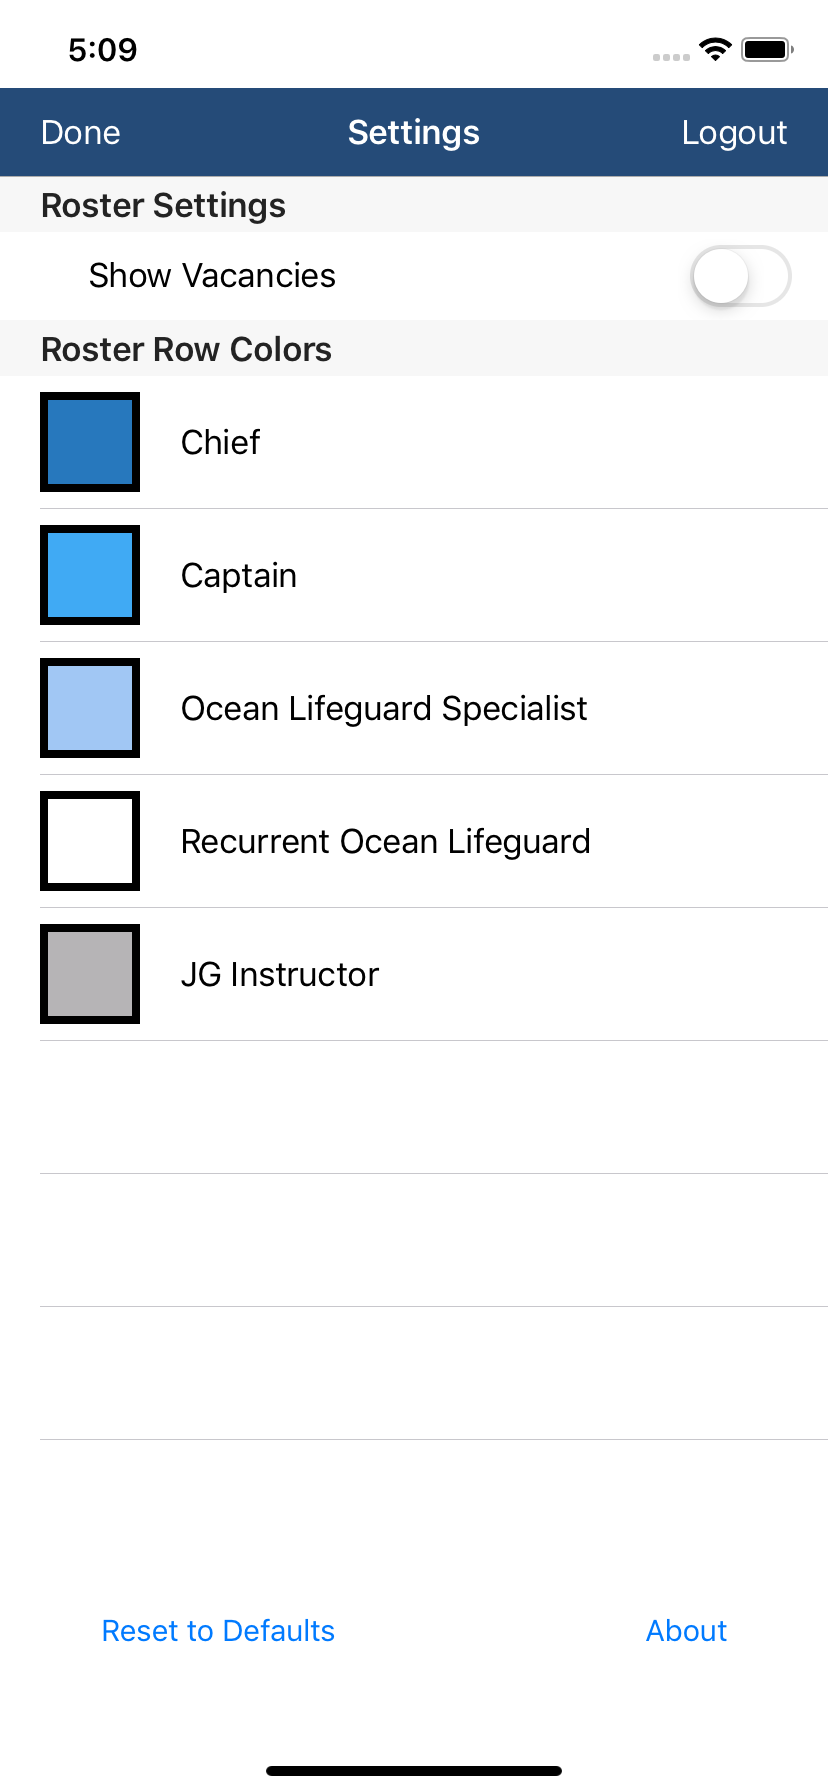 5:09
Done Settings Logout
Roster Settings
Show Vacancies
Roster Row Colors
Chief
Captain
Ocean Lifeguard Specialist
Recurrent Ocean Lifeguard
JG Instructor
Reset to Defaults About